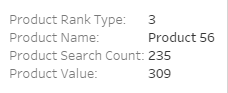 Product Rank Type: 3
Product Name: Product 56
Product Search Count: 235
Product Value: 309